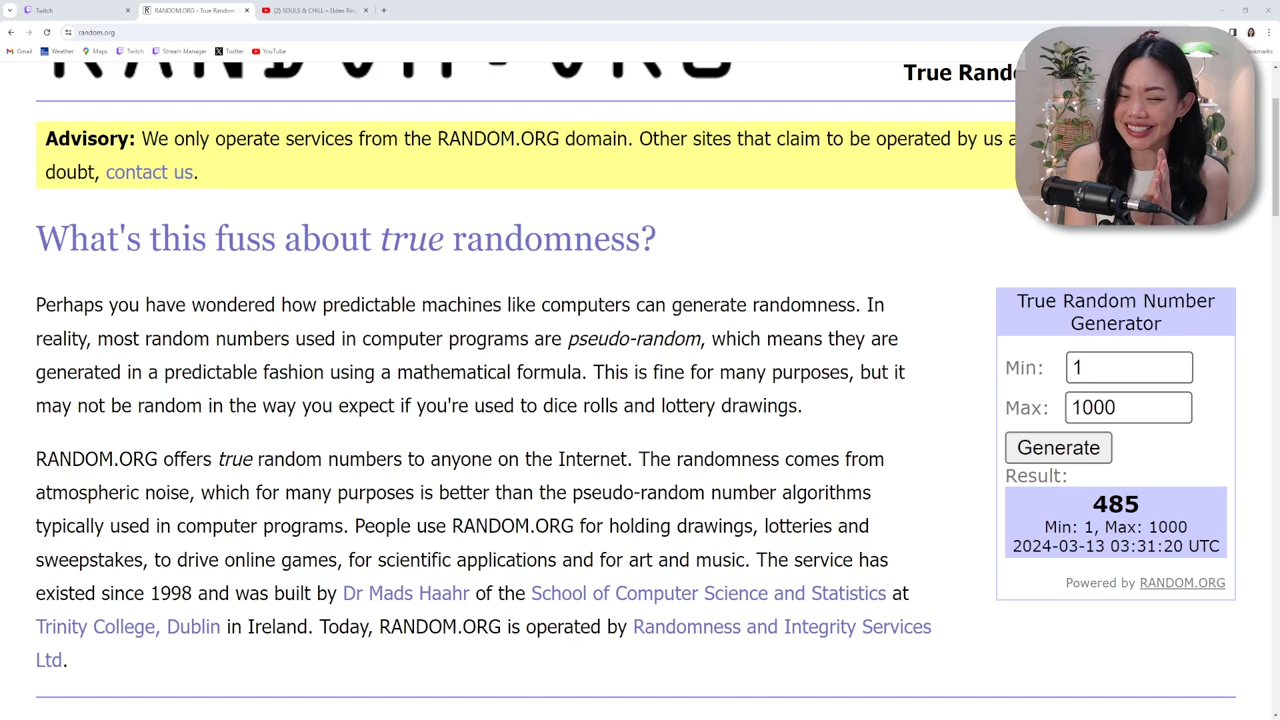 Twitch
RANDOM.ORG - True Random
(2) SOULS & CHILL – Elden Rin
random.org
Gmail Weather Maps Twitch Stream Manager Twitter YouTube
RANDOM.ORG
True Rand
Advisory: We only operate services from the RANDOM.ORG domain. Other sites that claim to be operated by us a
doubt, contact us.
What's this fuss about true randomness?
Perhaps you have wondered how predictable machines like computers can generate randomness. In
reality, most random numbers used in computer programs are pseudo-random, which means they are
generated in a predictable fashion using a mathematical formula. This is fine for many purposes, but it
may not be random in the way you expect if you're used to dice rolls and lottery drawings.
RANDOM.ORG offers true random numbers to anyone on the Internet. The randomness comes from
atmospheric noise, which for many purposes is better than the pseudo-random number algorithms
typically used in computer programs. People use RANDOM.ORG for holding drawings, lotteries and
sweepstakes, to drive online games, for scientific applications and for art and music. The service has
existed since 1998 and was built by Dr Mads Haahr of the School of Computer Science and Statistics at
Trinity College, Dublin in Ireland. Today, RANDOM.ORG is operated by Randomness and Integrity Services
Ltd.
True Random Number
Generator
Min: 1
Max: 1000
Generate
Result:
485
Min: 1, Max: 1000
2024-03-13 03:31:20 UTC
Powered by RANDOM.ORG